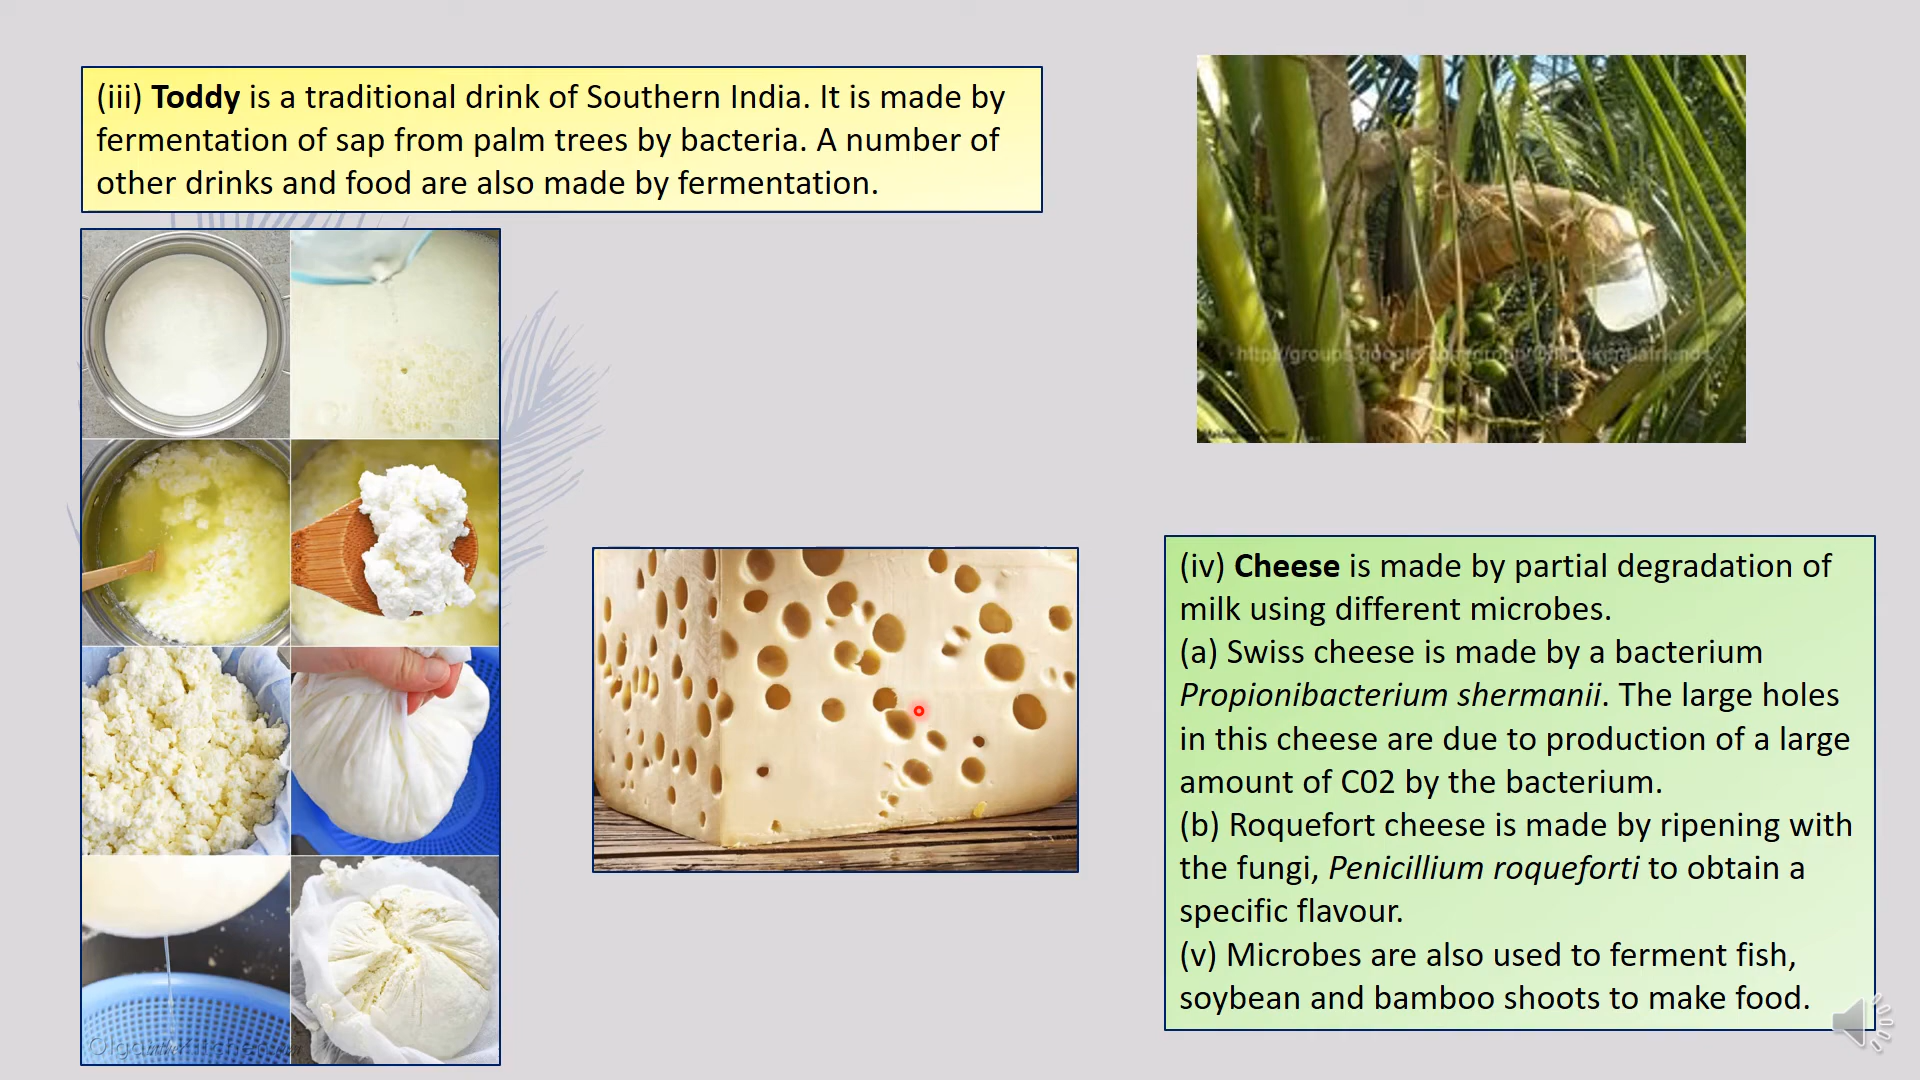 (iii) Toddy is a traditional drink of Southern India. It is made by
fermentation of sap from palm trees by bacteria. A number of
other drinks and food are also made by fermentation.
(iv) Cheese is made by partial degradation of
milk using different microbes.
(a) Swiss cheese is made by a bacterium
Propionibacterium shermanii. The large holes
in this cheese are due to production of a large
amount of C02 by the bacterium.
(b) Roquefort cheese is made by ripening with
the fungi, Penicillium roqueforti to obtain a
specific flavour.
(v) Microbes are also used to ferment fish,
soybean and bamboo shoots to make food.